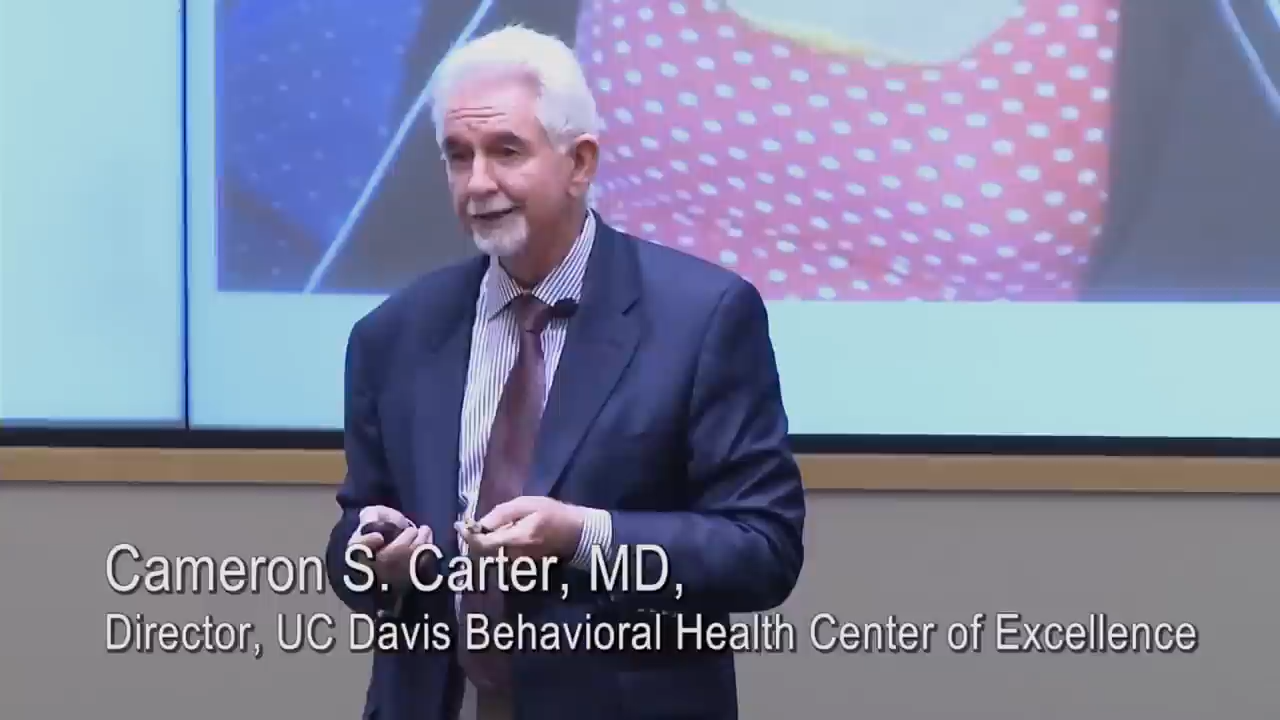 Cameron S. Carter, MD,
Director, UC Davis Behavioral Health Center of Excellence